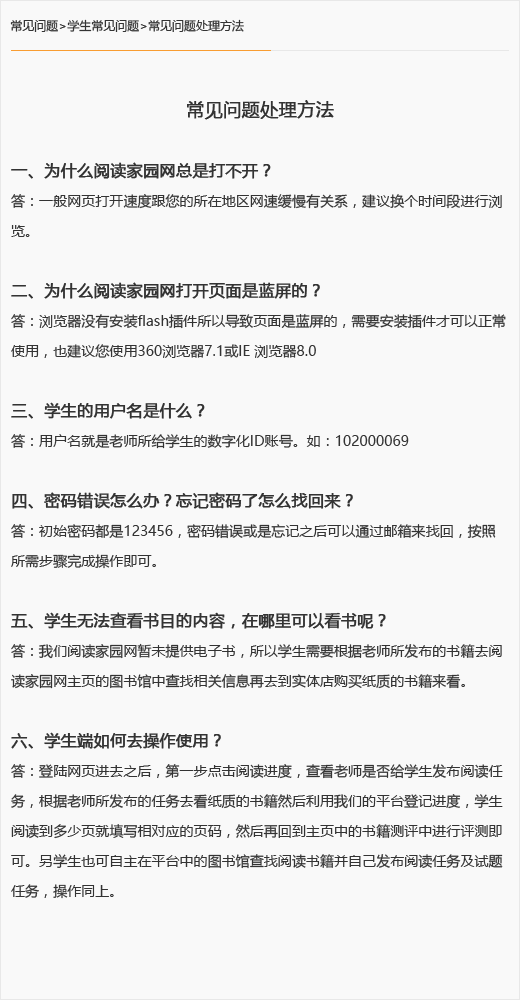 常见问题>学生常见问题>常见问题处理方法
常见问题处理方法
一、为什么阅读家园网总是打不开？
答：一般网页打开速度跟您的所在地区网速缓慢有关系，建议换个时间段进行浏
览。
二、为什么阅读家园网打开页面是蓝屏的？
答：浏览器没有安装flash插件所以导致页面是蓝屏的，需要安装插件才可以正常
使用，也建议您使用360浏览器7.1或IE 浏览器8.0
三、学生的用户名是什么？
答：用户名就是老师所给学生的数字化ID账号。如：102000069
四、密码错误怎么办？忘记密码了怎么找回来？
答：初始密码都是123456，密码错误或是忘记之后可以通过邮箱来找回，按照
所需步骤完成操作即可。
五、学生无法查看书目的内容，在哪里可以看书呢？
答：我们阅读家园网暂未提供电子书，所以学生需要根据老师所发布的书籍去阅
读家园网主页的图书馆中查找相关信息再去到实体店购买纸质的书籍来看。
六、学生端如何去操作使用？
答：登陆网页进去之后，第一步点击阅读进度，查看老师是否给学生发布阅读任
务，根据老师所发布的任务去看纸质的书籍然后利用我们的平台登记进度，学生
阅读到多少页就填写相对应的页码，然后再回到主页中的书籍测评中进行评测即
可。另学生也可自主在平台中的图书馆查找阅读书籍并自己发布阅读任务及试题
任务，操作同上。